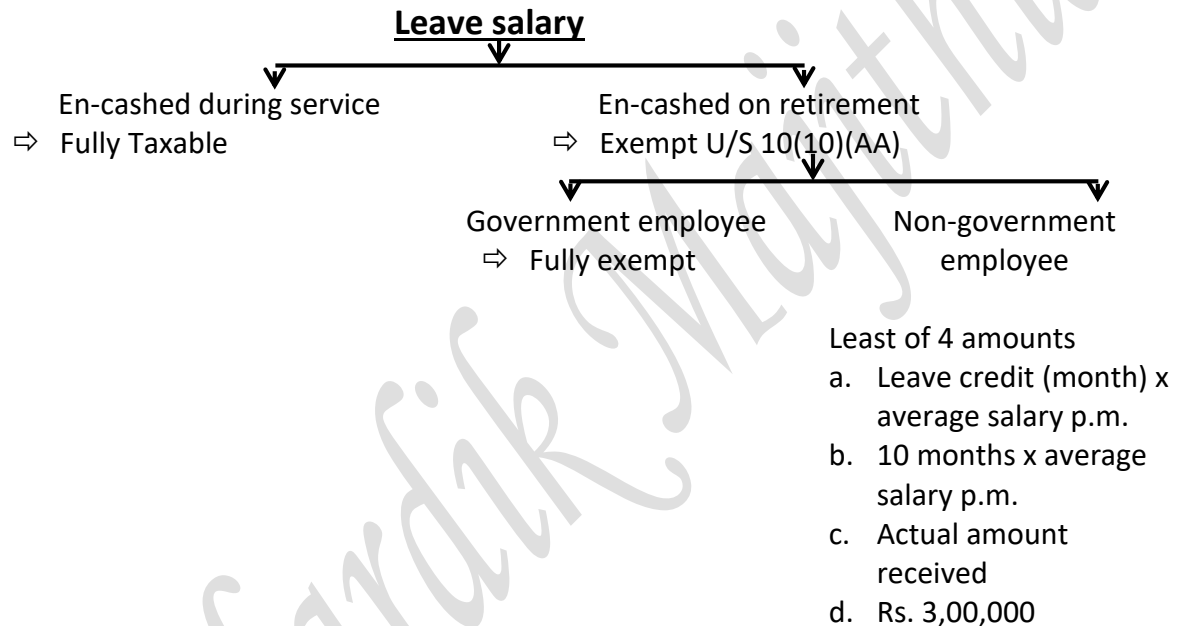 Leave salary
En-cashed during service
⇨ Fully Taxable
En-cashed on retirement
⇨ Exempt U/S 10(10)(AA)
Government employee
⇨ Fully exempt
Non-government
employee
Least of 4 amounts
a. Leave credit (month) x
average salary p.m.
b. 10 months x average
salary p.m.
c. Actual amount
received
d. Rs. 3,00,000